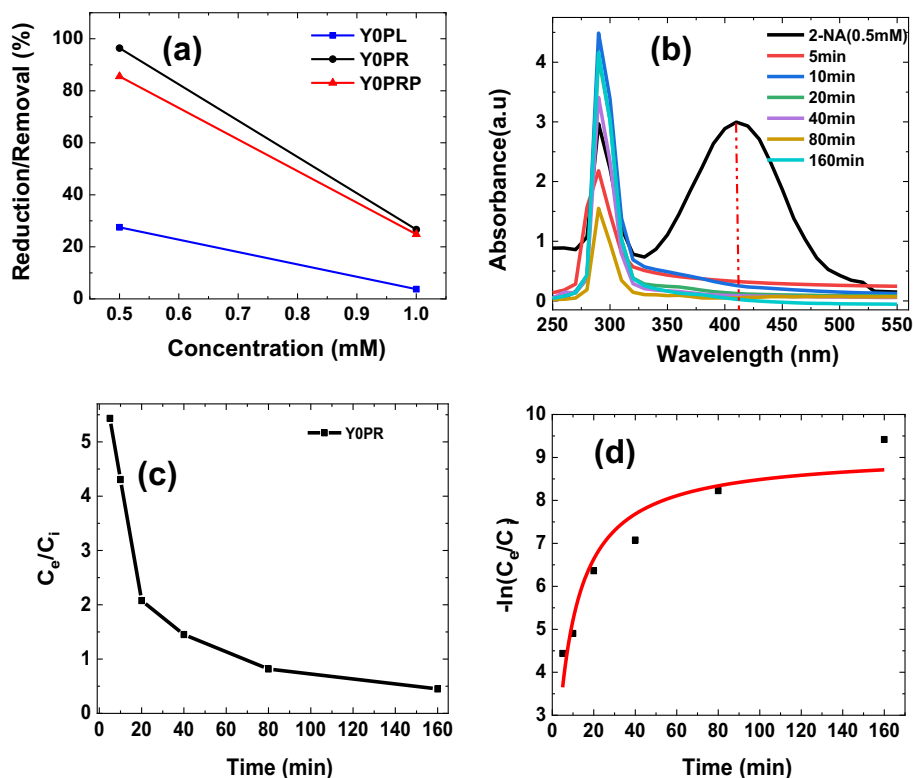 (a)
Y0PL
Y0PR
Y0PRP
Reduction/Removal (%)
100
80
60
40
20
0
0.5 0.6 0.7 0.8 0.9 1.0
Concentration (mM)
(b)
2-NA(0.5mM)
5min
10min
20min
40min
80min
160min
Absorbance(a.u)
4
3
2
1
0
250 300 350 400 450 500 550
Wavelength (nm)
(c)
Y0PR
Ce/Ci
5
4
3
2
1
0
0 20 40 60 80 100 120 140 160
Time (min)
(d)
-ln(Ce/Ci)
10
9
8
7
6
5
4
3
0 20 40 60 80 100 120 140 160
Time (min)